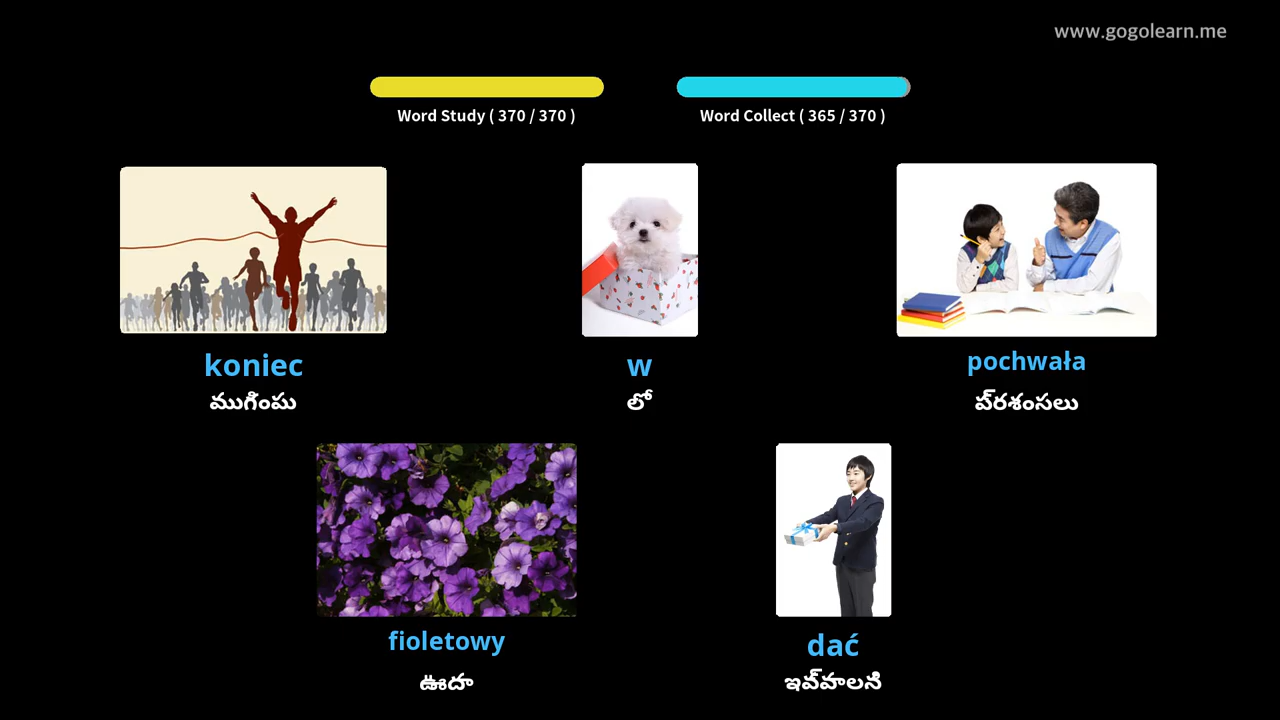 www.gogolearn.me
Word Study ( 370 / 370 )
Word Collect ( 365 / 370 )
koniec
ముగింపు
w
లో
pochwała
ప్రశంసలు
fioletowy
ఊదా
dać
ఇవ్వాలని